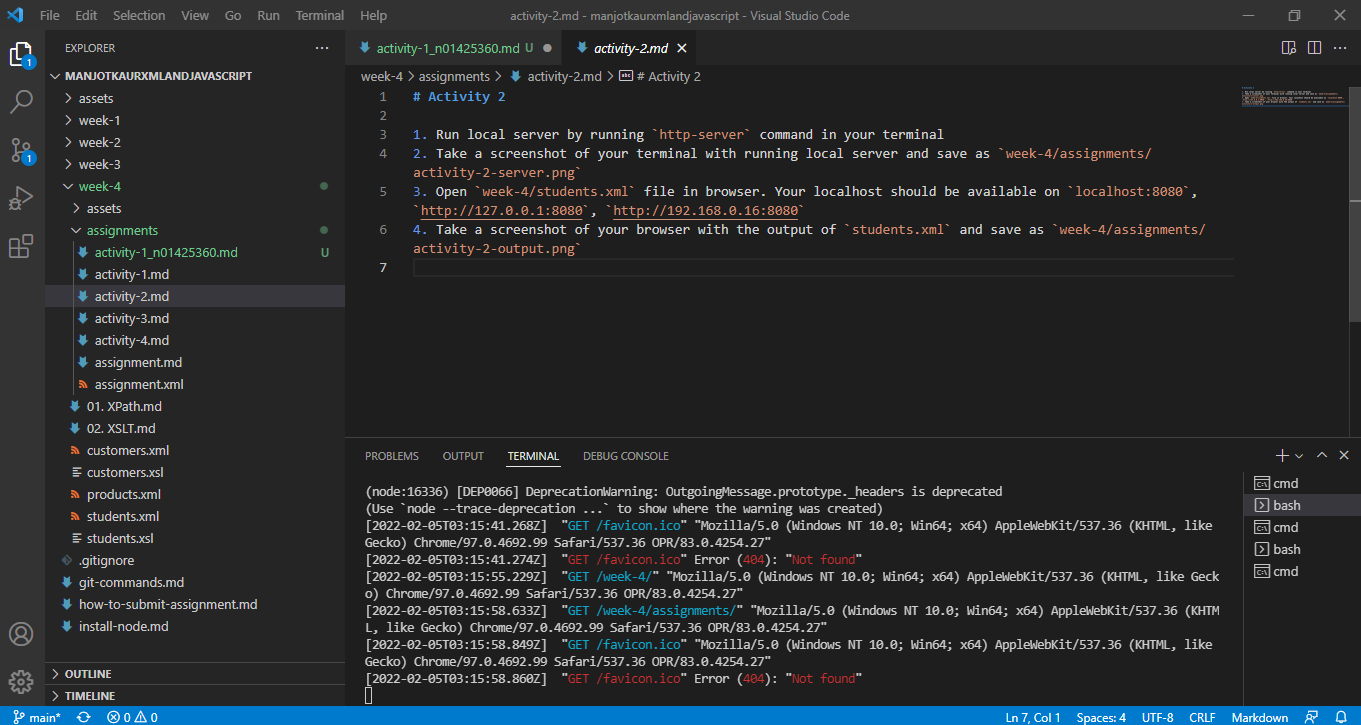 File Edit Selection View Go Run Terminal Help activity-2.md - manjotkaurxmlandjavascript - Visual Studio Code
EXPLORER ...
1
1
MANJOTKAURXMLANDJAVASCRIPT
assets
week-1
week-2
week-3
week-4
assets
assignments
activity-1_n01425360.md U
activity-1.md
activity-2.md
activity-3.md
activity-4.md
assignment.md
assignment.xml
01. XPath.md
02. XSLT.md
customers.xml
customers.xsl
products.xml
students.xml
students.xsl
.gitignore
git-commands.md
how-to-submit-assignment.md
install-node.md
OUTLINE
TIMELINE
activity-1_n01425360.md U activity-2.md
week-4 > assignments > activity-2.md > abc # Activity 2
1 # Activity 2
2
3 1. Run local server by running `http-server` command in your terminal
4 2. Take a screenshot of your terminal with running local server and save as `week-4/assignments/
activity-2-server.png`
5 3. Open `week-4/students.xml` file in browser. Your localhost should be available on `localhost:8080`,
`http://127.0.0.1:8080`, `http://192.168.0.16:8080`
6 4. Take a screenshot of your browser with the output of `students.xml` and save as `week-4/assignments/
activity-2-output.png`
7
PROBLEMS OUTPUT TERMINAL DEBUG CONSOLE
(node:16336) [DEP0066] DeprecationWarning: OutgoingMessage.prototype._headers is deprecated
(Use `node --trace-deprecation ...` to show where the warning was created)
[2022-02-05T03:15:41.268Z]  "GET /favicon.ico" "Mozilla/5.0 (Windows NT 10.0; Win64; x64) AppleWebKit/537.36 (KHTML, like
Gecko) Chrome/97.0.4692.99 Safari/537.36 OPR/83.0.4254.27"
[2022-02-05T03:15:41.274Z]  "GET /favicon.ico" Error (404): "Not found"
[2022-02-05T03:15:55.229Z]  "GET /week-4/" "Mozilla/5.0 (Windows NT 10.0; Win64; x64) AppleWebKit/537.36 (KHTML, like Geck
o) Chrome/97.0.4692.99 Safari/537.36 OPR/83.0.4254.27"
[2022-02-05T03:15:58.633Z]  "GET /week-4/assignments/" "Mozilla/5.0 (Windows NT 10.0; Win64; x64) AppleWebKit/537.36 (KHTM
L, like Gecko) Chrome/97.0.4692.99 Safari/537.36 OPR/83.0.4254.27"
[2022-02-05T03:15:58.849Z]  "GET /favicon.ico" "Mozilla/5.0 (Windows NT 10.0; Win64; x64) AppleWebKit/537.36 (KHTML, like
Gecko) Chrome/97.0.4692.99 Safari/537.36 OPR/83.0.4254.27"
[2022-02-05T03:15:58.860Z]  "GET /favicon.ico" Error (404): "Not found"
cmd
bash
cmd
bash
cmd
main* 0 0 Ln 7, Col 1 Spaces: 4 UTF-8 CRLF Markdown